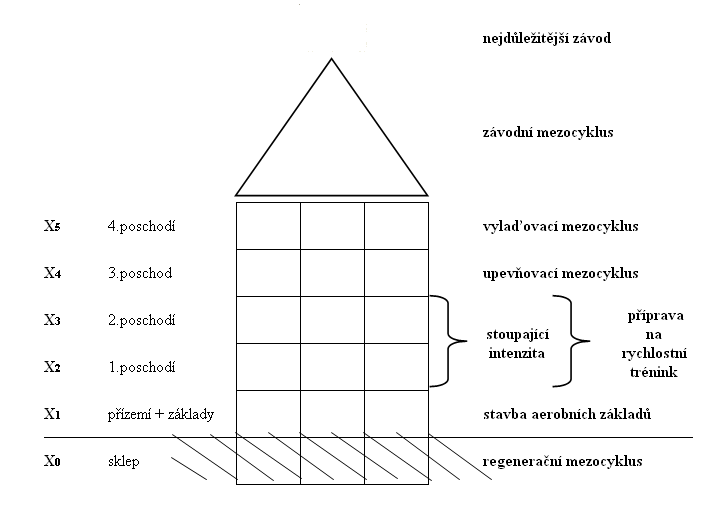 nejdůležitější závod
závodní mezocyklus
X5 4.poschodí vylaďovací mezocyklus
X4 3.poschod upevňovací mezocyklus
X3 2.poschodí
X2 1.poschodí
stoupající
intenzita
příprava
na
rychlostní
trénink
X1 přízemí + základy stavba aerobních základů
X0 sklep regenerační mezocyklus